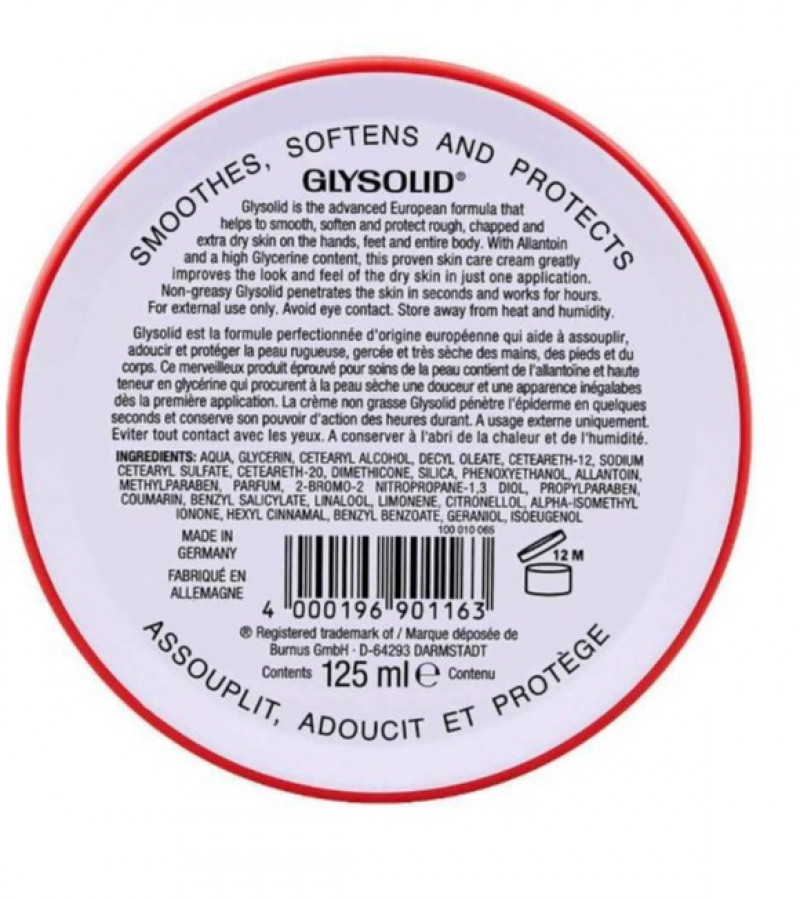 SMOOTHES, SOFTENS AND PROTECTS
GLYSOLID®
Glysolid is the advanced European formula that
helps to smooth, soften and protect rough, chapped and
extra dry skin on the hands, feet and entire body. With Allantoin
and a high Glycerine content, this proven skin care cream greatly
improves the look and feel of the dry skin in just one application.
Non-greasy Glysolid penetrates the skin in seconds and works for hours.
For external use only. Avoid eye contact. Store away from heat and humidity.
Glysolid est la formule perfectionnée d'origine européenne qui aide à assouplir,
adoucir et protéger la peau rugueuse, gercée et très sèche des mains, des pieds et du
corps. Ce merveilleux produit éprouvé pour soins de la peau contient de l'allantoïne et haute
teneur en glycérine qui procurent à la peau sèche une douceur et une apparence inégalabes
dès la première application. La crème non grasse Glysolid pénètre l'épiderme en quelques
seconds et conserve son pouvoir d'action des heures durant. A usage externe uniquement.
Eviter tout contact avec les yeux. A conserver à l'abri de la chaleur et de l'humidité.
INGREDIENTS: AQUA, GLYCERIN, CETEARYL ALCOHOL, DECYL OLEATE, CETEARETH-12, SODIUM
CETEARYL SULFATE, CETEARETH-20, DIMETHICONE, SILICA, PHENOXYETHANOL, ALLANTOIN,
METHYLPARABEN, PARFUM, 2-BROMO-2 NITROPROPANE-1,3 DIOL, PROPYLPARABEN,
COUMARIN, BENZYL SALICYLATE, LINALOOL, LIMONENE, CITRONELLOL, ALPHA-ISOMETHYL
IONONE, HEXYL CINNAMAL, BENZYL BENZOATE, GERANIOL, ISOEUGENOL
100 010 065
MADE IN
GERMANY
FABRIQUÉ EN
ALLEMAGNE
4 000196 901163
12 M
® Registered trademark of / Marque déposée de
Burnus GmbH · D-64293 DARMSTADT
Contents 125 ml e Contenu
ASSOUPLIT, ADOUCIT ET PROTÈGE